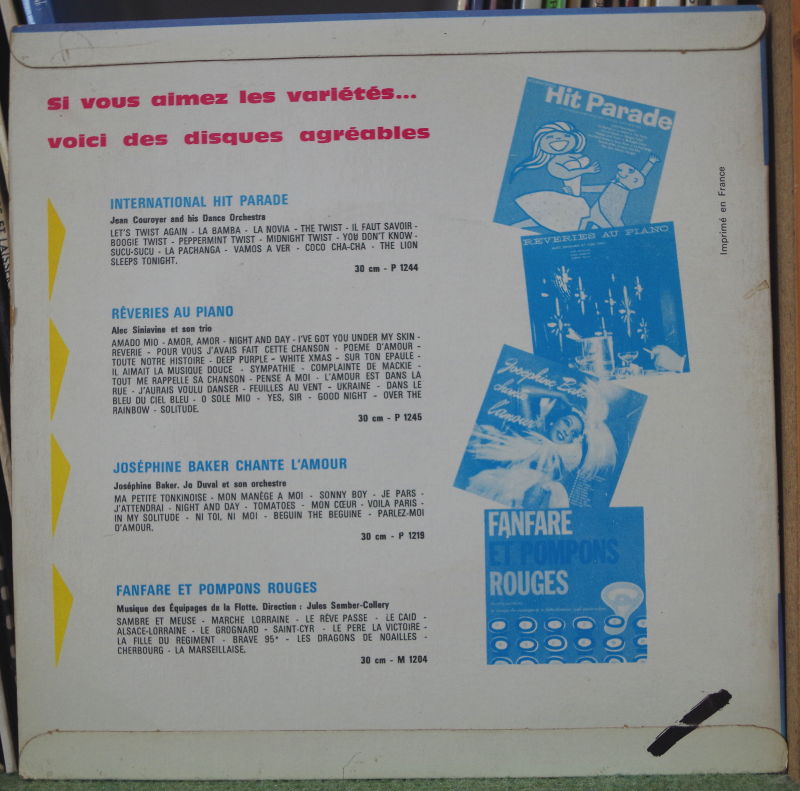 Si vous aimez les variétés...
voici des disques agréables
INTERNATIONAL HIT PARADE
Jean Couroyer and his Dance Orchestra
LET'S TWIST AGAIN - LA BAMBA - LA NOVIA - THE TWIST - IL FAUT SAVOIR -
BOOGIE TWIST - PEPPERMINT TWIST - MIDNIGHT TWIST - YOU DON'T KNOW -
SUCU-SUCU - LA PACHANGA - VAMOS A VER - COCO CHA-CHA - THE LION
SLEEPS TONIGHT.
30 cm - P 1244
RÊVERIES AU PIANO
Alec Siniavine et son trio
AMADO MIO - AMOR, AMOR - NIGHT AND DAY - I'VE GOT YOU UNDER MY SKIN -
REVERIE - POUR VOUS J'AVAIS FAIT CETTE CHANSON - POEME D'AMOUR -
TOUTE NOTRE HISTOIRE - DEEP PURPLE - WHITE XMAS - SUR TON EPAULE -
IL AIMAIT LA MUSIQUE DOUCE - SYMPATHIE - COMPLAINTE DE MACKIE -
TOUT ME RAPPELLE SA CHANSON - PENSE A MOI - L'AMOUR EST DANS LA
RUE - J'AURAIS VOULU DANSER - FEUILLES AU VENT - UKRAINE - DANS LE
BLEU DU CIEL BLEU - O SOLE MIO - YES, SIR - GOOD NIGHT - OVER THE
RAINBOW - SOLITUDE.
30 cm - P 1245
JOSÉPHINE BAKER CHANTE L'AMOUR
Joséphine Baker. Jo Duval et son orchestre
MA PETITE TONKINOISE - MON MANÈGE A MOI - SONNY BOY - JE PARS -
J'ATTENDRAI - NIGHT AND DAY - TOMATOES - MON CŒUR - VOILA PARIS -
IN MY SOLITUDE - NI TOI, NI MOI - BEGUIN THE BEGUINE - PARLEZ-MOI
D'AMOUR.
30 cm - P 1219
FANFARE ET POMPONS ROUGES
Musique des Équipages de la Flotte. Direction : Jules Sember-Collery
SAMBRE ET MEUSE - MARCHE LORRAINE - LE RÊVE PASSE - LE CAID -
ALSACE-LORRAINE - LE GROGNARD - SAINT-CYR - LE PERE LA VICTOIRE -
LA FILLE DU REGIMENT - BRAVE 95e - LES DRAGONS DE NOAILLES -
CHERBOURG - LA MARSEILLAISE.
30 cm - M 1204
Hit Parade
REVERIES AU PIANO
Joséphine Baker
chante
l'amour
FANFARE
ET POMPONS
ROUGES
Imprimé en France